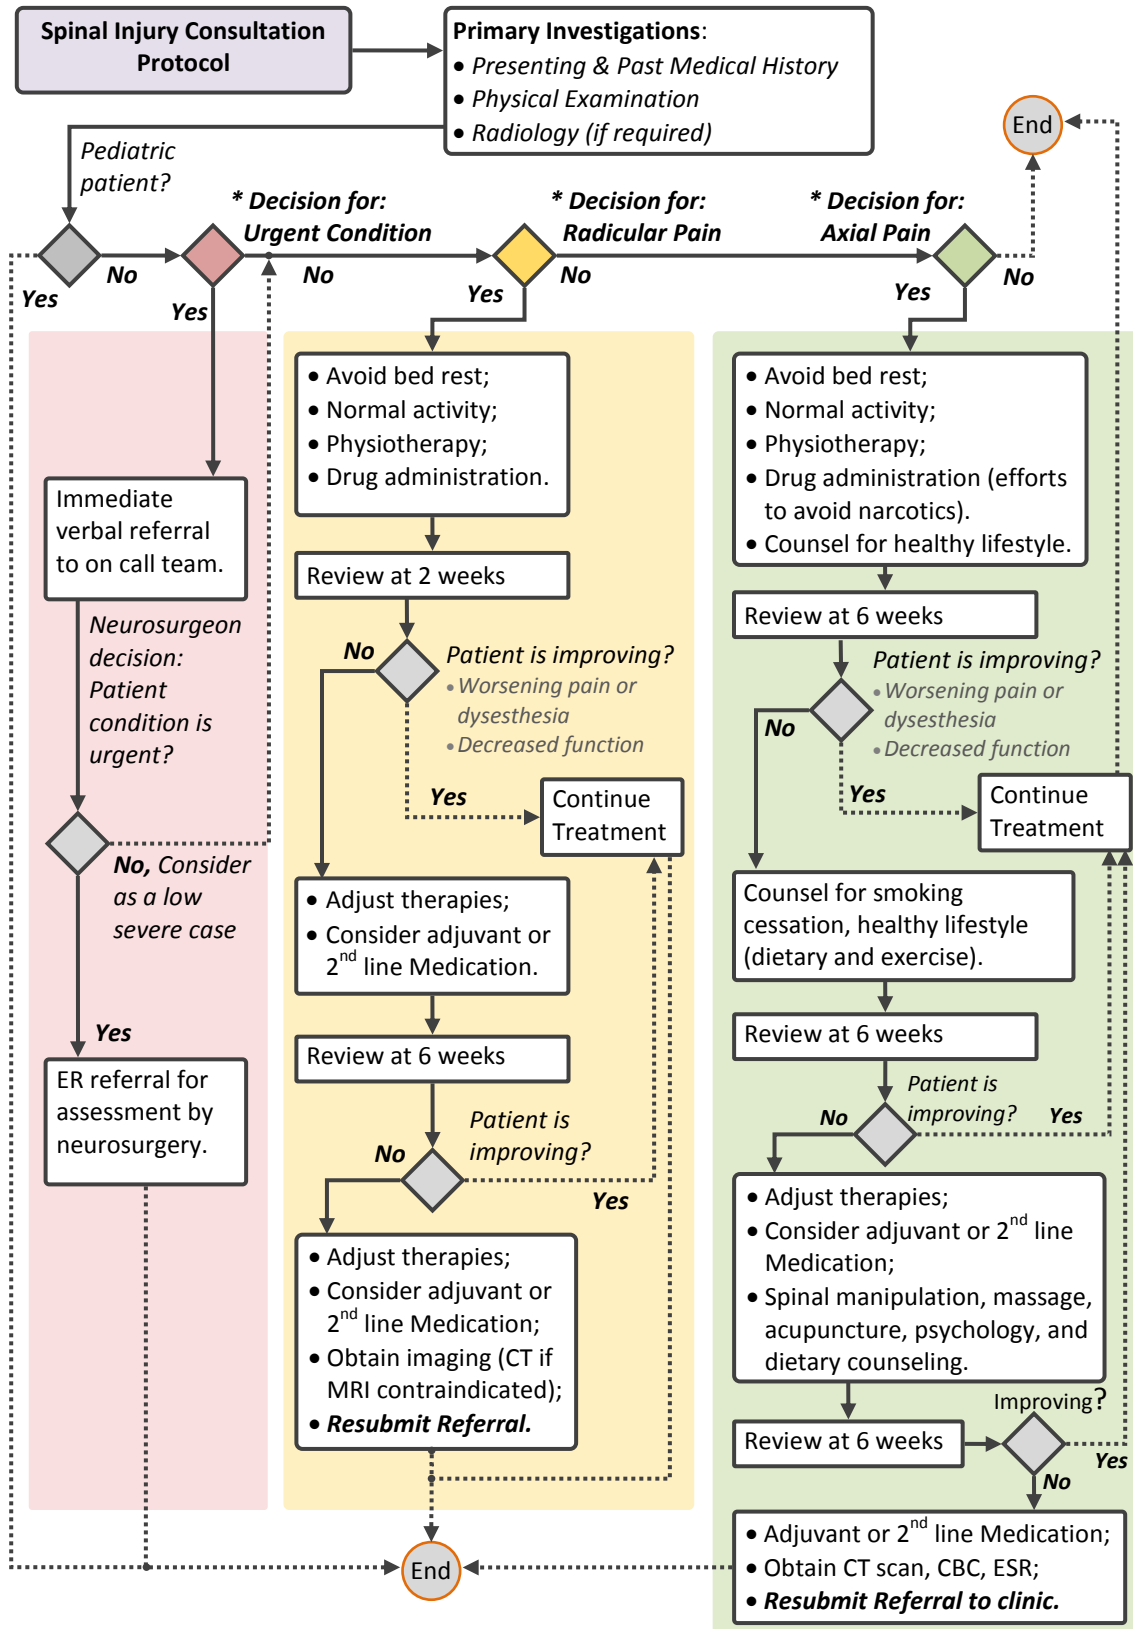 Spinal Injury Consultation
Protocol
Primary Investigations:
• Presenting & Past Medical History
• Physical Examination
• Radiology (if required)
End
Pediatric
patient?
* Decision for:
Urgent Condition
* Decision for:
Radicular Pain
* Decision for:
Axial Pain
Yes
No
Yes
No
Yes
No
Yes
No
Immediate
verbal referral
to on call team.
Neurosurgeon
decision:
Patient
condition is
urgent?
No, Consider
as a low
severe case
Yes
ER referral for
assessment by
neurosurgery.
• Avoid bed rest;
• Normal activity;
• Physiotherapy;
• Drug administration.
Review at 2 weeks
No
Patient is improving?
• Worsening pain or
dysesthesia
• Decreased function
Yes
Continue
Treatment
• Adjust therapies;
• Consider adjuvant or
2nd line Medication.
Review at 6 weeks
Patient is
improving?
No
Yes
• Adjust therapies;
• Consider adjuvant or
2nd line Medication;
• Obtain imaging (CT if
MRI contraindicated);
• Resubmit Referral.
End
• Avoid bed rest;
• Normal activity;
• Physiotherapy;
• Drug administration (efforts
to avoid narcotics).
• Counsel for healthy lifestyle.
Review at 6 weeks
Patient is improving?
• Worsening pain or
dysesthesia
• Decreased function
No
Yes
Continue
Treatment
Counsel for smoking
cessation, healthy lifestyle
(dietary and exercise).
Review at 6 weeks
Patient is
improving?
No
Yes
• Adjust therapies;
• Consider adjuvant or 2nd line
Medication;
• Spinal manipulation, massage,
acupuncture, psychology, and
dietary counseling.
Improving?
Review at 6 weeks
Yes
No
• Adjuvant or 2nd line Medication;
• Obtain CT scan, CBC, ESR;
• Resubmit Referral to clinic.